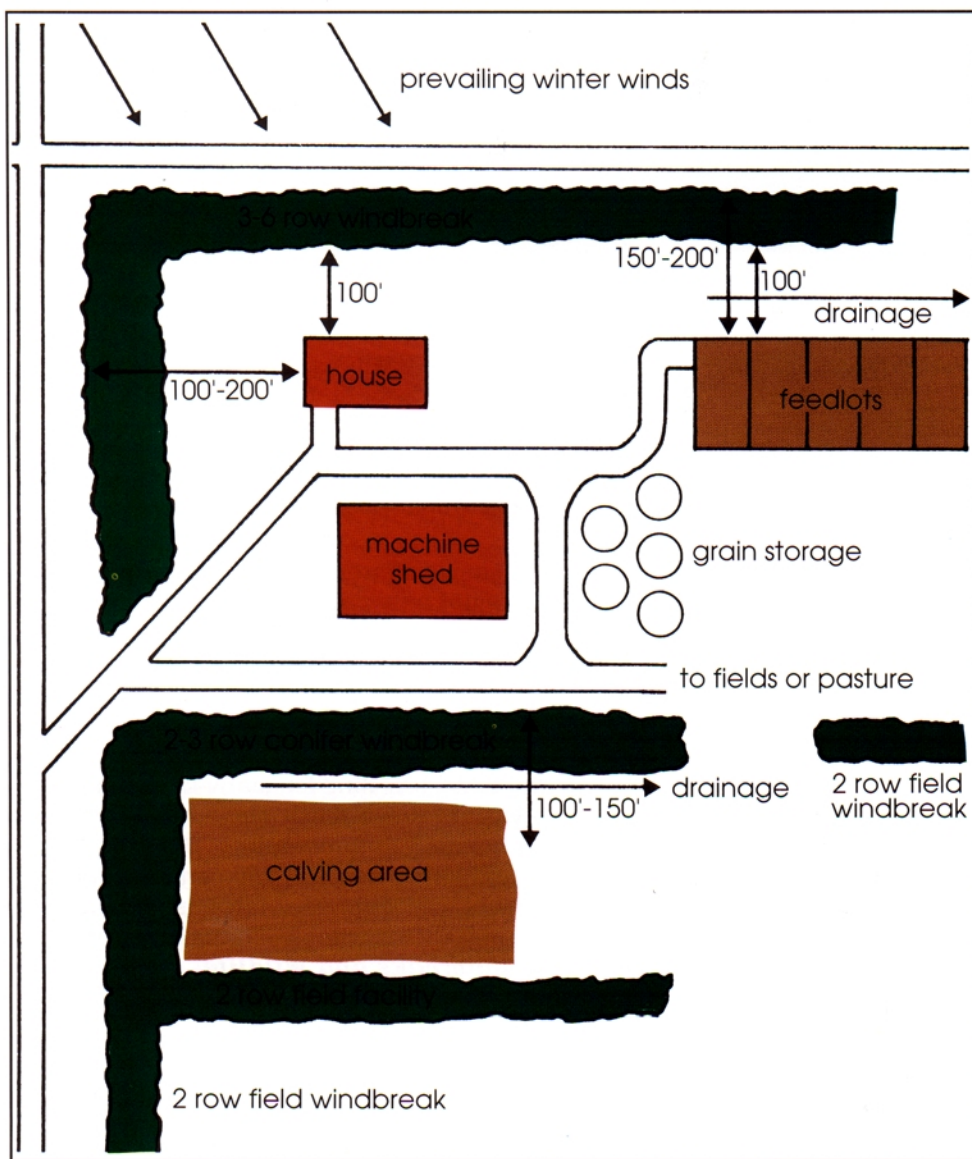 prevailing winter winds
3-6 row windbreak
150'-200'
100'
100'
drainage
100'-200'
house
feedlots
machine
shed
grain storage
to fields or pasture
2-3 row conifer windbreak
drainage
2 row field
windbreak
100'-150'
calving area
2 row field facility
2 row field windbreak